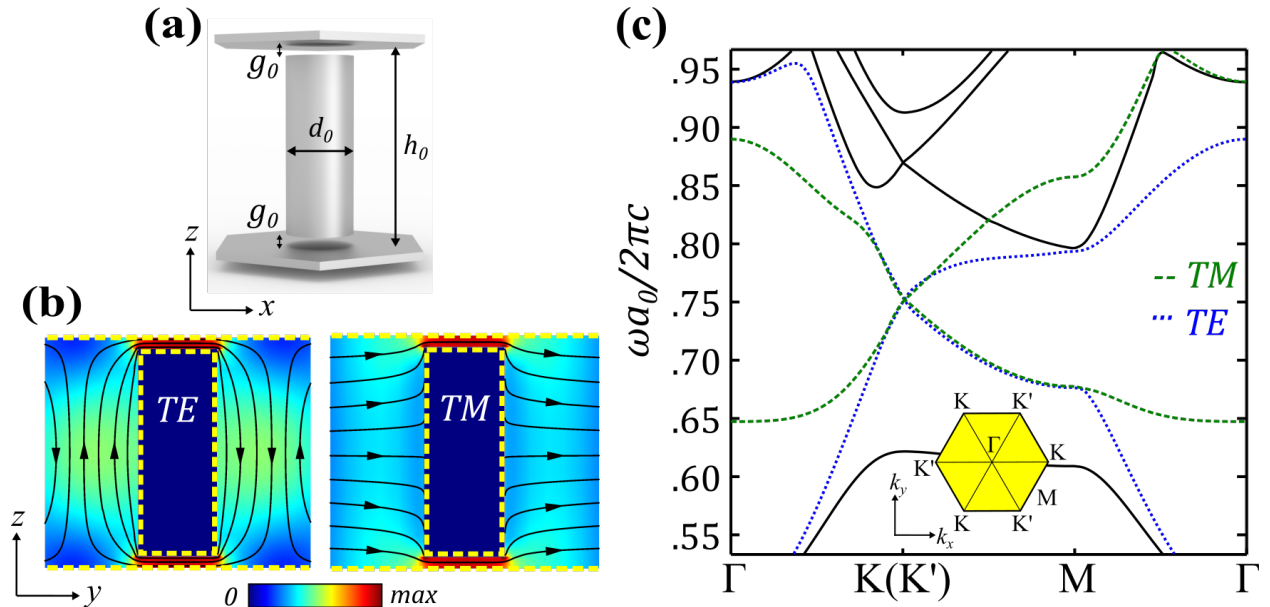 (a)
g0
d0
h0
g0
z
x
(b)
TE
TM
z
y
0
max
(c)
ωa0/2πc
.95
.90
.85
.80
.75
.70
.65
.60
.55
TM
TE
K
K'
Γ
K'
K
M
K
K'
ky
kx
Γ
K(K')
M
Γ